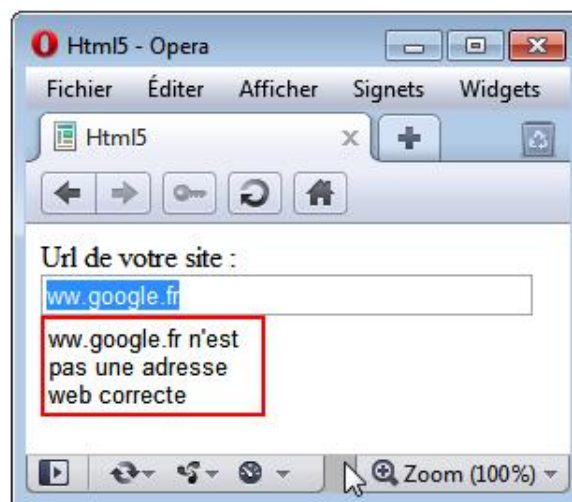 Html5 - Opera
Fichier Éditer Afficher Signets Widgets
Html5
Url de votre site :
ww.google.fr
ww.google.fr n'est
pas une adresse
web correcte
Zoom (100%)